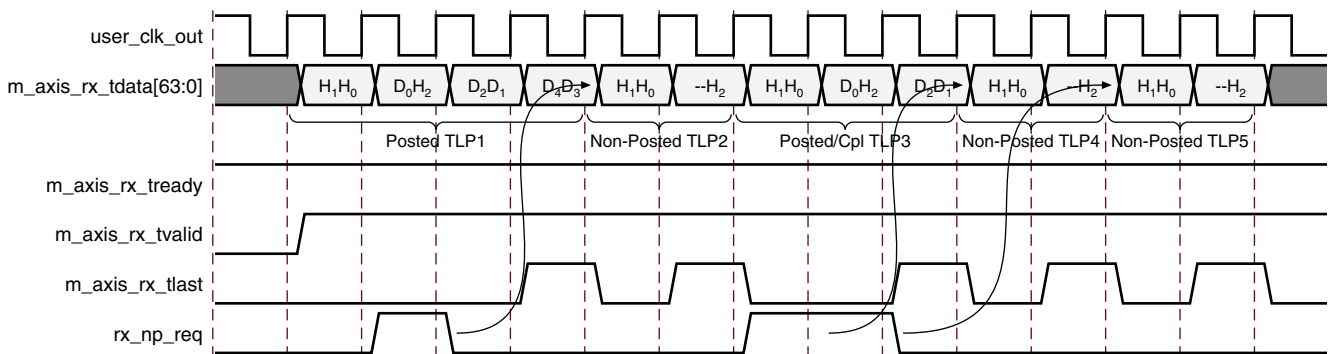 user_clk_out
m_axis_rx_tdata[63:0] H₁H₀ D₀H₂ D₂D₁ D₄D₃ H₁H₀ --H₂ H₁H₀ D₀H₂ D₂D₁ H₁H₀ --H₂ H₁H₀ --H₂
Posted TLP1 Non-Posted TLP2 Posted/Cpl TLP3 Non-Posted TLP4 Non-Posted TLP5
m_axis_rx_tready
m_axis_rx_tvalid
m_axis_rx_tlast
rx_np_req